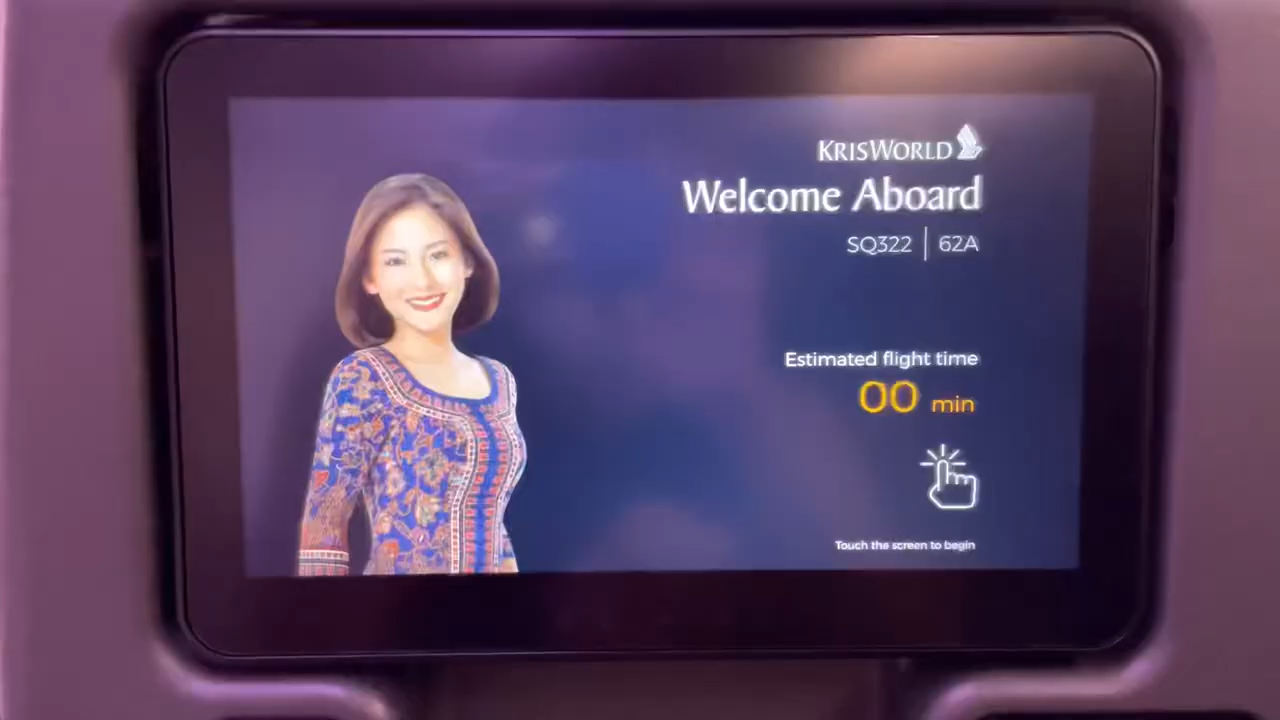 KRISWORLD
Welcome Aboard
SQ322 | 62A
Estimated flight time
00 min
Touch the screen to begin